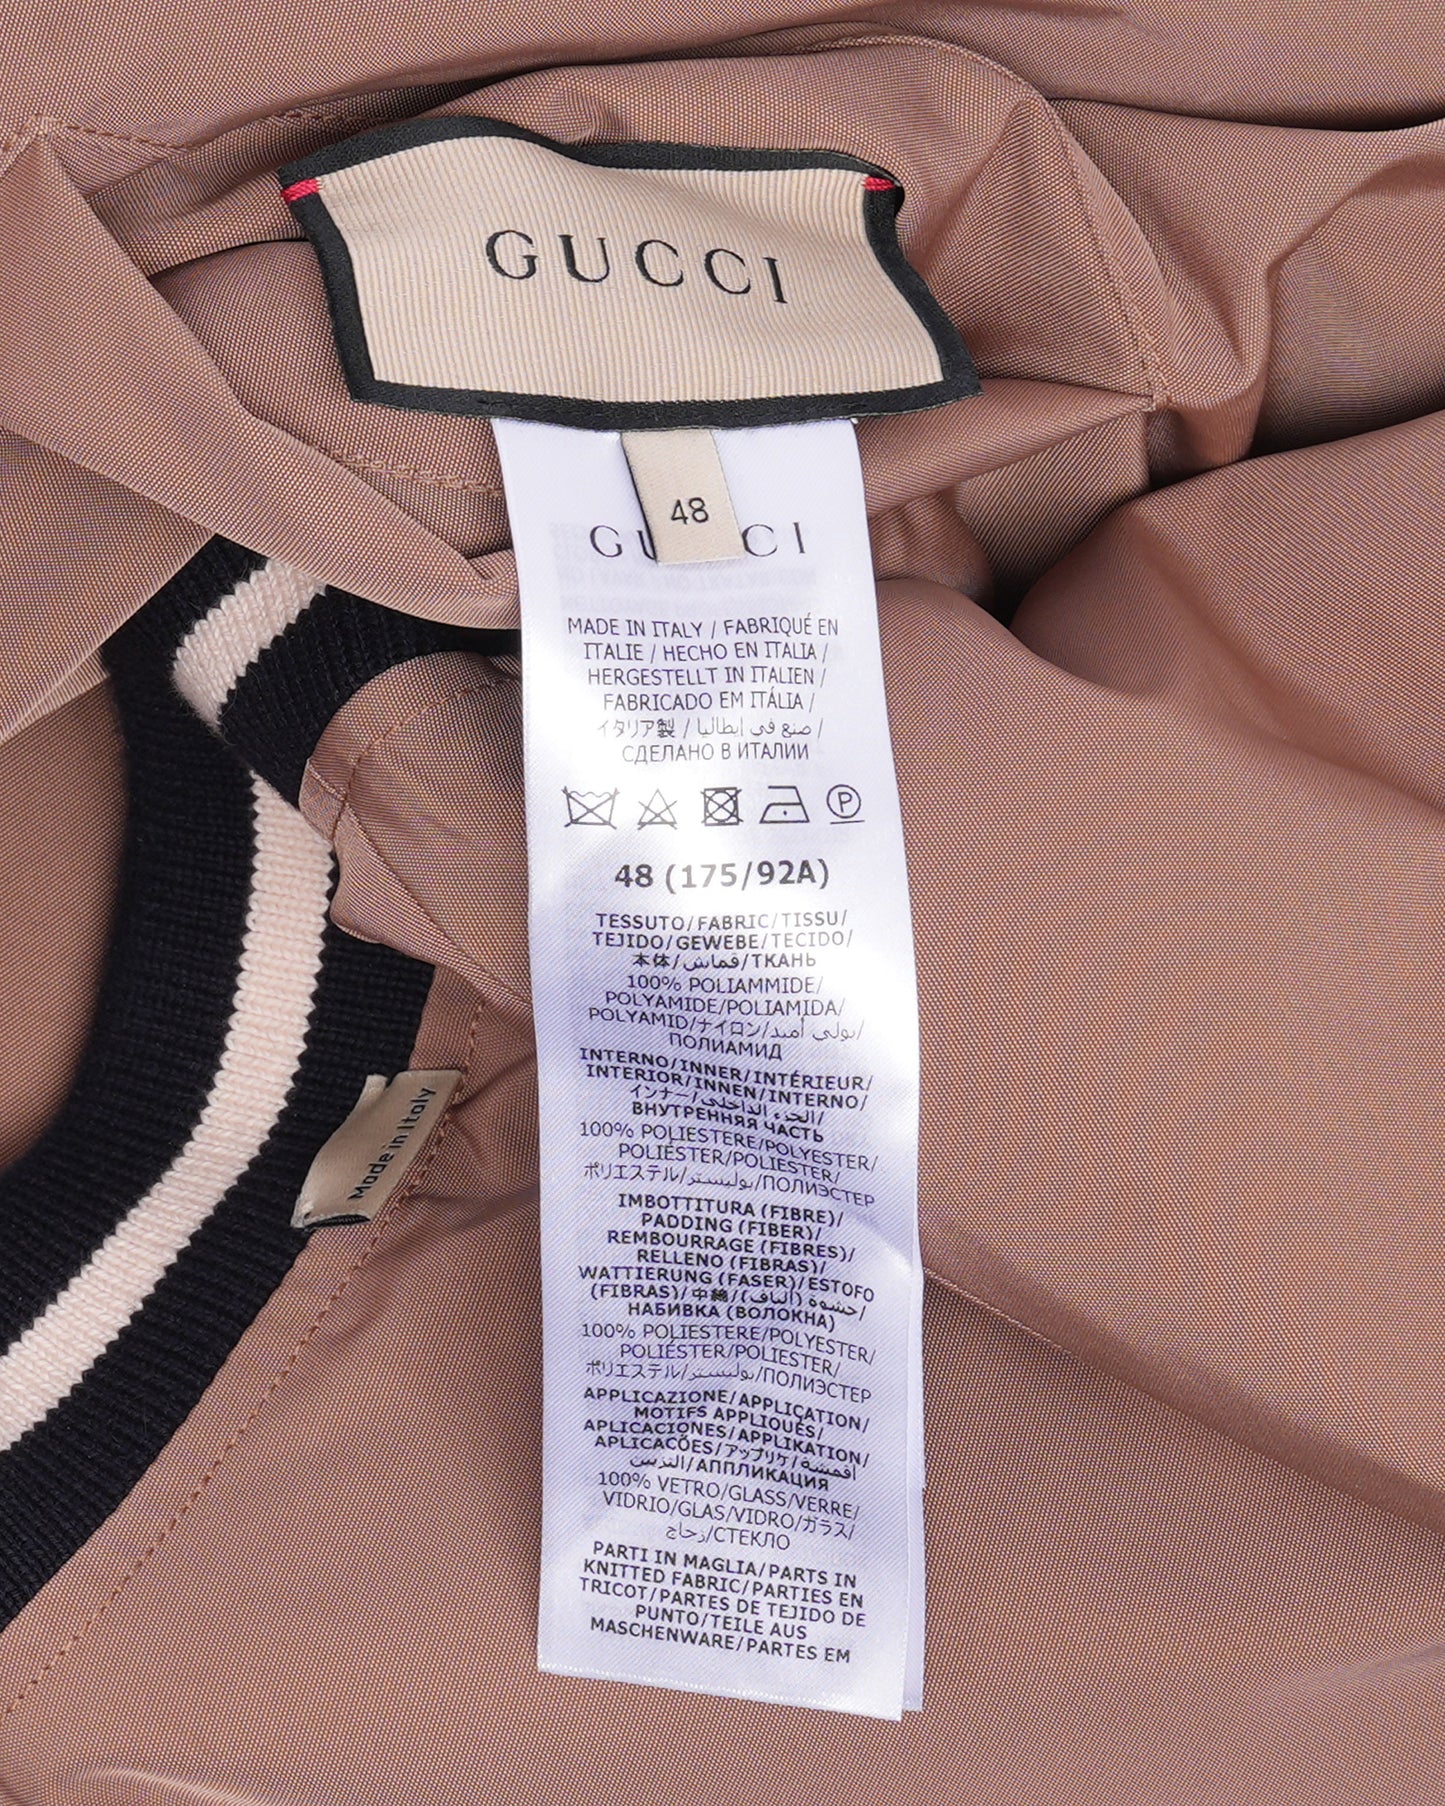 GUCCI
48
GU CI
MADE IN ITALY / FABRIQUÉ EN
ITALIE / HECHO EN ITALIA /
HERGESTELLT IN ITALIEN /
FABRICADO EM ITÁLIA /
イタリア製 / صنع في إيطاليا /
СДЕЛАНО В ИТАЛИИ
P
48 (175/92A)
TESSUTO/FABRIC/TISSU/
TEJIDO/GEWEBE/TECIDO/
本体/قماش/ТКАНЬ
100% POLIAMMIDE/
POLYAMIDE/POLIAMIDA/
POLYAMID/ナイロン/بولي أميد/
ПОЛИАМИД
INTERNO/INNER/INTÉRIEUR/
INTERIOR/INNEN/INTERNO/
インナー/الجزء الداخلي/
ВНУТРЕННЯЯ ЧАСТЬ
100% POLIESTERE/POLYESTER/
POLIÉSTER/POLIESTER/
ポリエステル/بوليستر/ПОЛИЭСТЕР
IMBOTTITURA (FIBRE)/
PADDING (FIBER)/
REMBOURRAGE (FIBRES)/
RELLENO (FIBRAS)/
WATTIERUNG (FASER)/ESTOFO
(FIBRAS)/中綿/حشوة (ألياف)/
НАБИВКА (ВОЛОКНА)
100% POLIESTERE/POLYESTER/
POLIÉSTER/POLIESTER/
ポリエステル/بوليستر/ПОЛИЭСТЕР
APPLICAZIONE/APPLICATION/
MOTIFS APPLIQUÉS/
APLICACIONES/APPLIKATION/
APLICACÕES/アップリケ/أقمشة
التزيين/АППЛИКАЦИЯ
100% VETRO/GLASS/VERRE/
VIDRIO/GLAS/VIDRO/ガラス/
زجاج/СТЕКЛО
PARTI IN MAGLIA/PARTS IN
KNITTED FABRIC/PARTIES EN
TRICOT/PARTES DE TEJIDO DE
PUNTO/TEILE AUS
MASCHENWARE/PARTES EM
Made in Italy